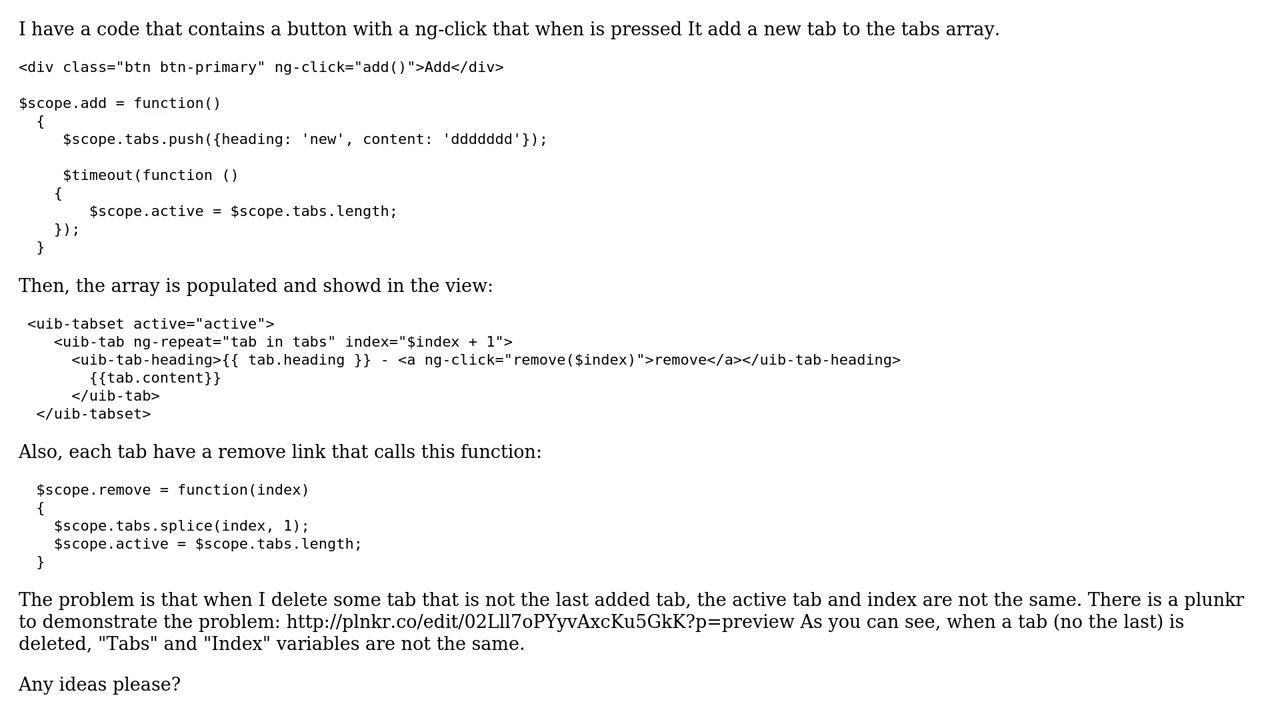 I have a code that contains a button with a ng-click that when is pressed It add a new tab to the tabs array.
<div class="btn btn-primary" ng-click="add()">Add</div>
$scope.add = function()
{
$scope.tabs.push({heading: 'new', content: 'ddddddd'});
$timeout(function ()
{
$scope.active = $scope.tabs.length;
});
}
Then, the array is populated and showd in the view:
<uib-tabset active="active">
<uib-tab ng-repeat="tab in tabs" index="$index + 1">
<uib-tab-heading>{{ tab.heading }} - <a ng-click="remove($index)">remove</a></uib-tab-heading>
{{tab.content}}
</uib-tab>
</uib-tabset>
Also, each tab have a remove link that calls this function:
$scope.remove = function(index)
{
$scope.tabs.splice(index, 1);
$scope.active = $scope.tabs.length;
}
The problem is that when I delete some tab that is not the last added tab, the active tab and index are not the same. There is a plunkr
to demonstrate the problem: http://plnkr.co/edit/02Lll7oPYyvAxcKu5GkK?p=preview As you can see, when a tab (no the last) is
deleted, "Tabs" and "Index" variables are not the same.
Any ideas please?